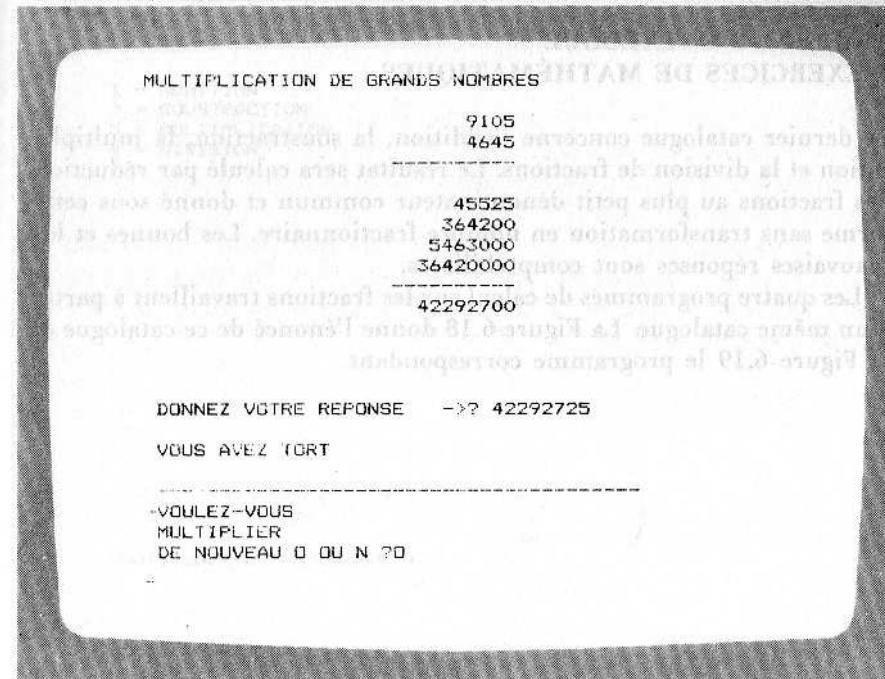 MULTIPLICATION DE GRANDS NOMBRES
9105
4645
45525
364200
5463000
36420000
42292700
DONNEZ VOTRE REPONSE ->? 42292725
VOUS AVEZ TORT
VOULEZ-VOUS
MULTIPLIER
DE NOUVEAU O OU N ?O